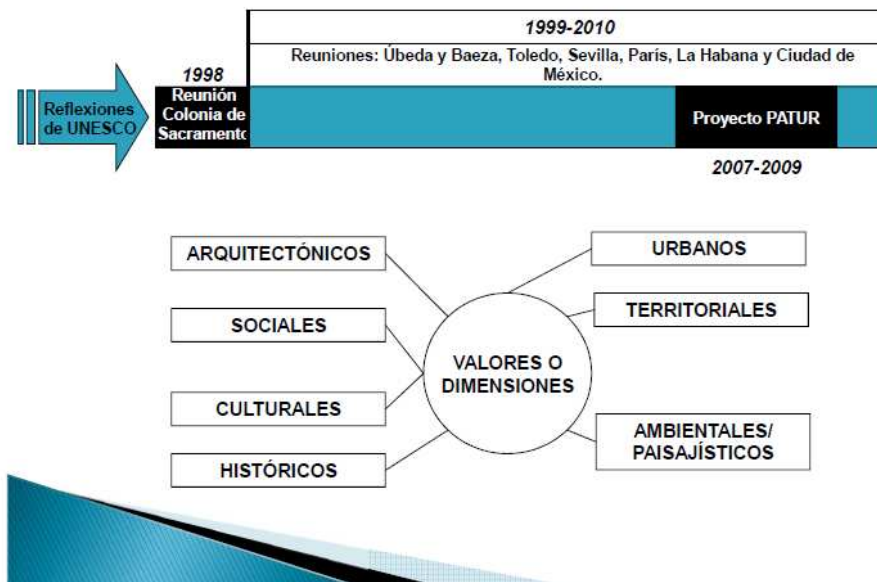 1999-2010
Reuniones: Úbeda y Baeza, Toledo, Sevilla, París, La Habana y Ciudad de
México.
1998
Reflexiones
de UNESCO
Reunión
Colonia de
Sacramento
Proyecto PATUR
2007-2009
ARQUITECTÓNICOS
SOCIALES
CULTURALES
HISTÓRICOS
VALORES O
DIMENSIONES
URBANOS
TERRITORIALES
AMBIENTALES/
PAISAJÍSTICOS